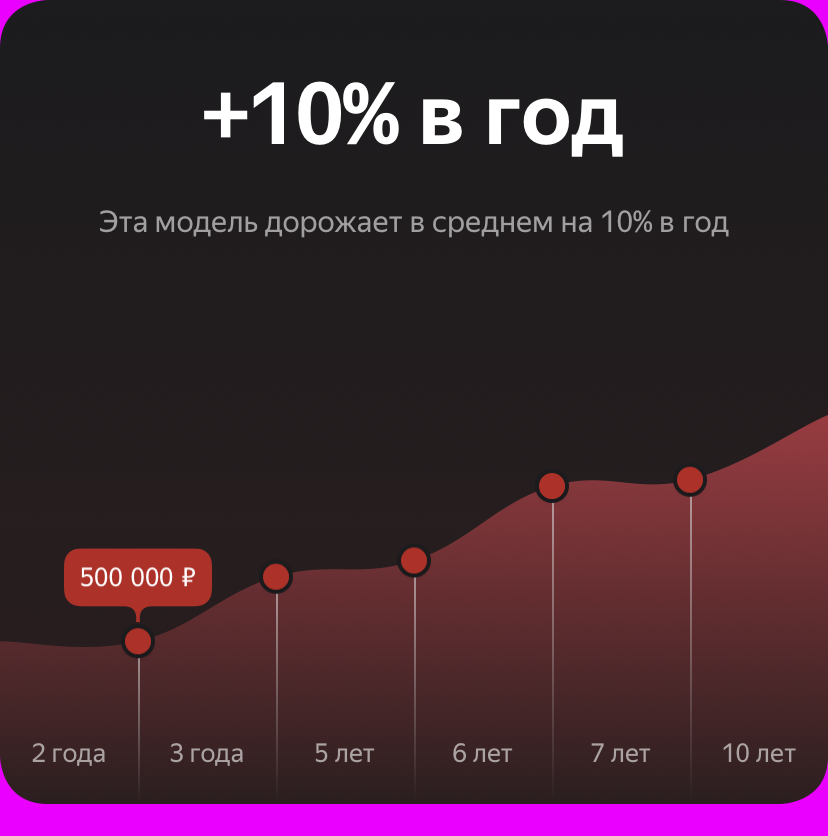 +10% в год
Эта модель дорожает в среднем на 10% в год
500 000 ₽
2 года
3 года
5 лет
6 лет
7 лет
10 лет